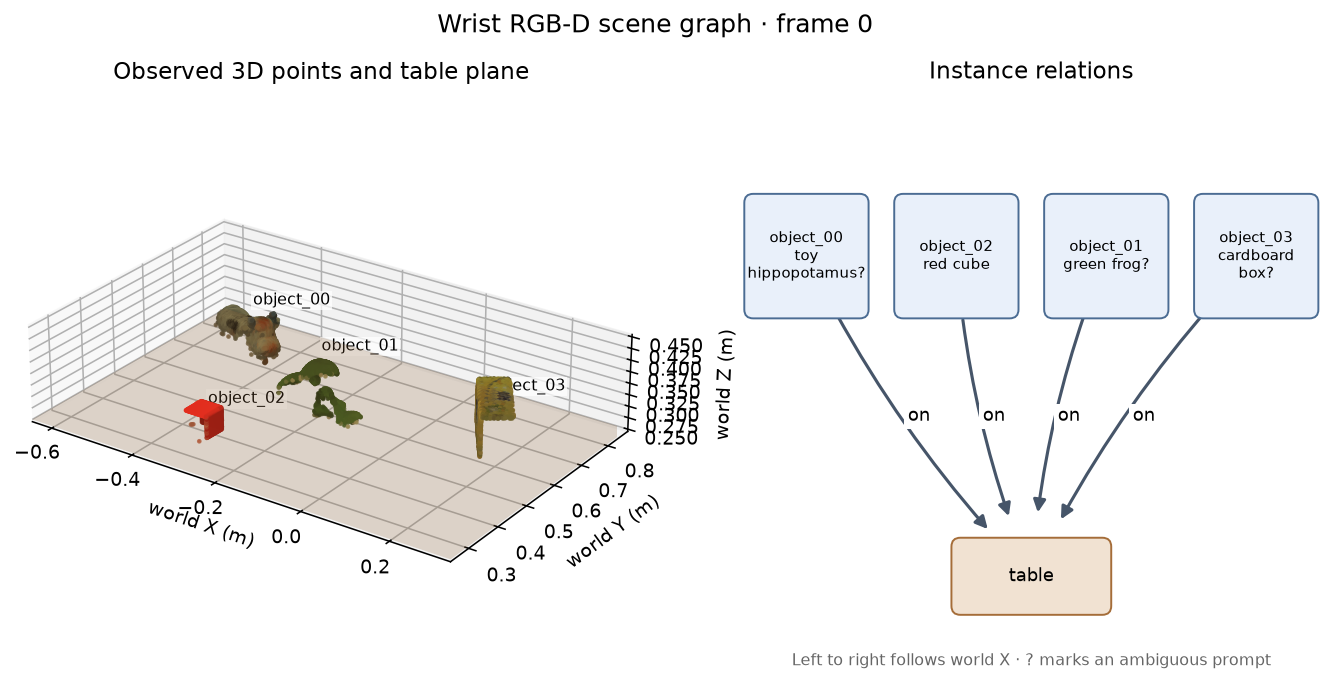 Wrist RGB-D scene graph · frame 0
Observed 3D points and table plane
Instance relations
object_00
object_01
object_02
ect_03
0.450
0.425
0.400
0.375
0.350
0.325
0.300
0.275
0.250
world Z (m)
−0.6
−0.4
−0.2
0.0
0.2
world X (m)
0.3
0.4
0.5
0.6
0.7
0.8
world Y (m)
object_00
toy
hippopotamus?
object_02
red cube
object_01
green frog?
object_03
cardboard
box?
on
on
on
on
table
Left to right follows world X · ? marks an ambiguous prompt